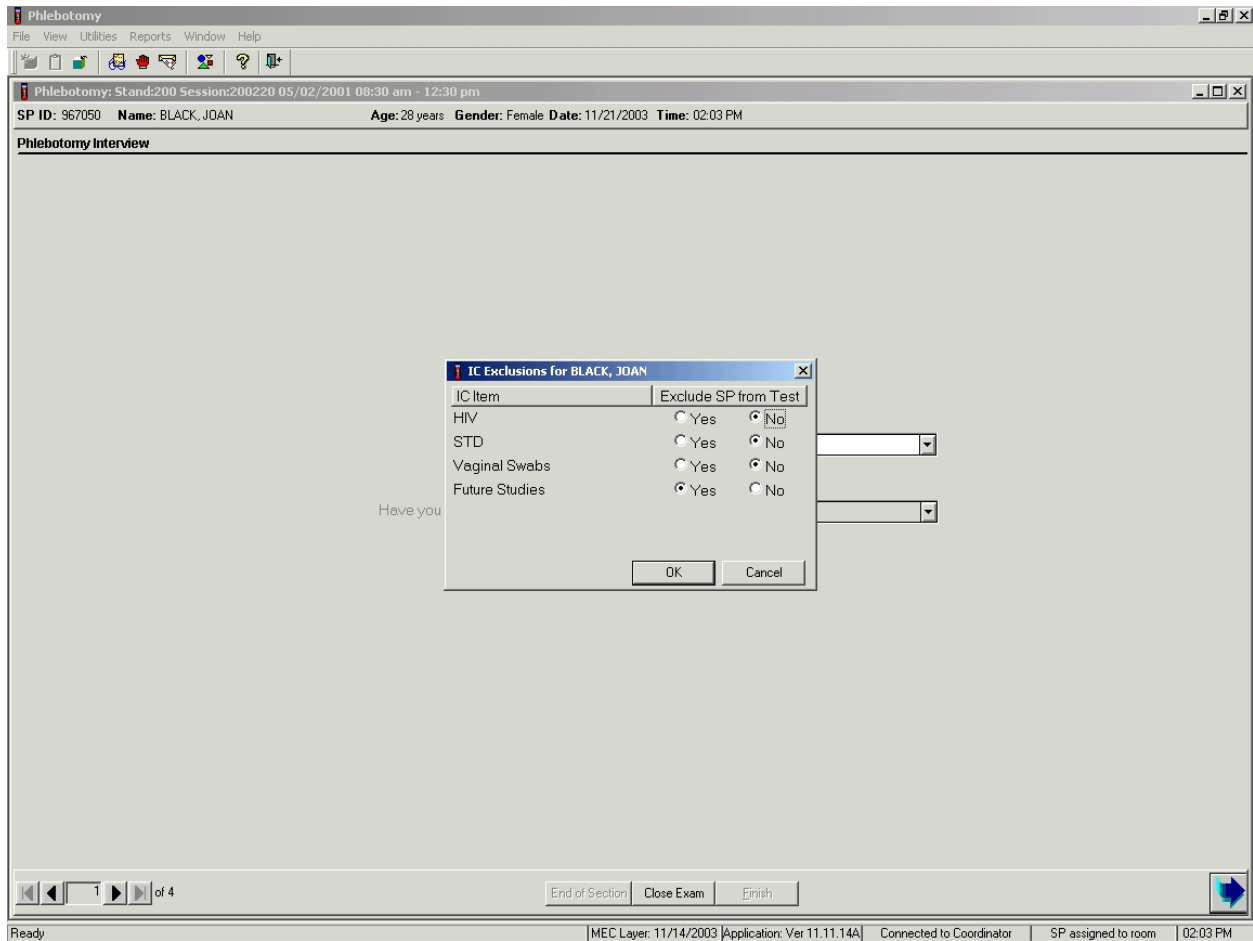 Phlebotomy
File View Utilities Reports Window Help
Phlebotomy: Stand:200 Session:200220 05/02/2001 08:30 am - 12:30 pm
SP ID: 967050 Name: BLACK, JOAN Age: 28 years Gender: Female Date: 11/21/2003 Time: 02:03 PM
Phlebotomy Interview
IC Exclusions for BLACK, JOAN
IC Item Exclude SP from Test
HIV Yes No
STD Yes No
Vaginal Swabs Yes No
Future Studies Yes No
Have you
OK Cancel
1 of 4 End of Section Close Exam Finish
Ready MEC Layer: 11/14/2003 Application: Ver 11.11.14A Connected to Coordinator SP assigned to room 02:03 PM